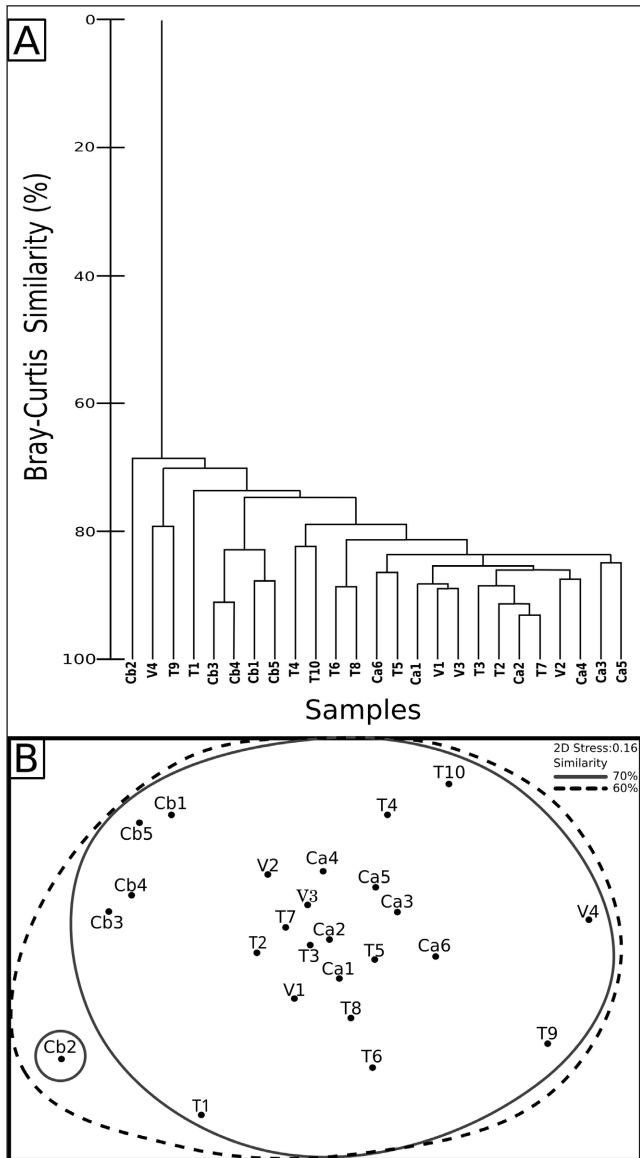 A
0
20
40
60
80
100
Bray-Curtis Similarity (%)
Cb2 V4 T9 T1 Cb3 Cb4 Cb1 Cb5 T4 T10 T6 T8 Ca6 T5 Ca1 V1 V3 T3 T2 Ca2 T7 V2 Ca4 Ca3 Ca5
Samples
B
2D Stress:0.16
Similarity
70%
60%
T10
Cb1
T4
Cb5
Ca4
V2
Ca5
Cb4
V3
Ca3
Cb3
V4
T7
Ca2
T2
T3
T5
Ca6
Ca1
V1
T8
T9
Cb2
T6
T1